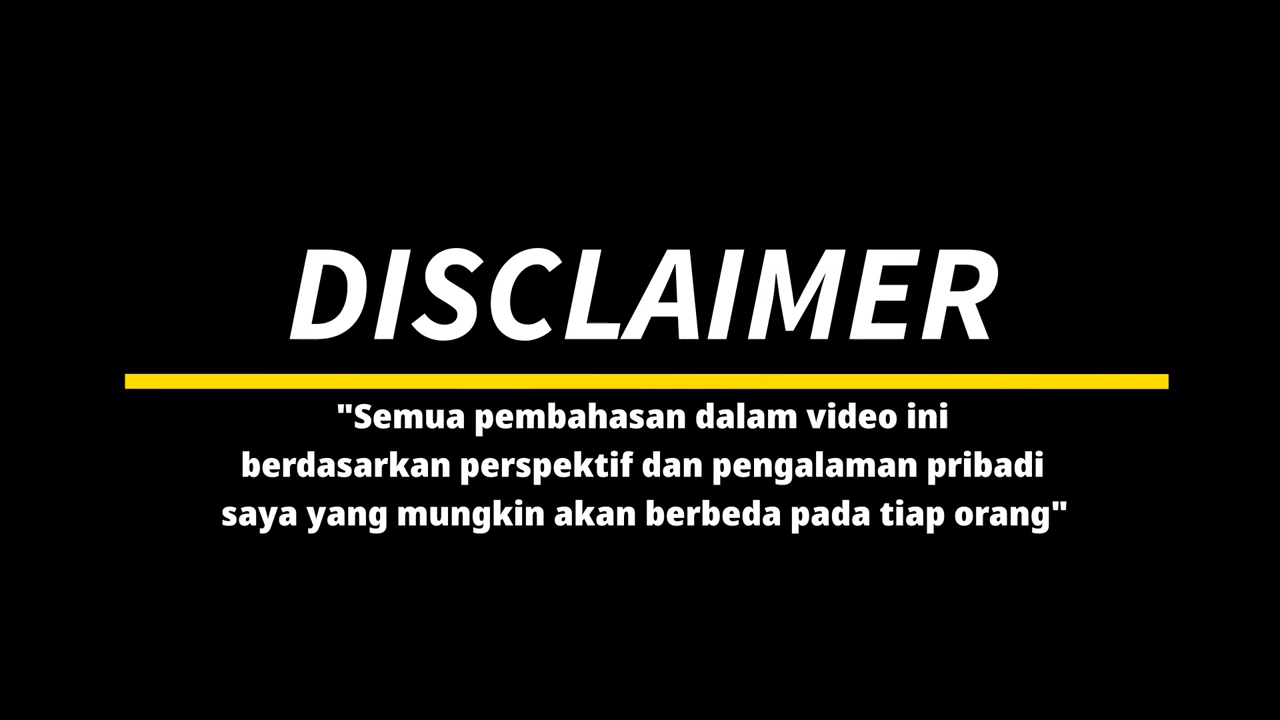 DISCLAIMER
"Semua pembahasan dalam video ini
berdasarkan perspektif dan pengalaman pribadi
saya yang mungkin akan berbeda pada tiap orang"